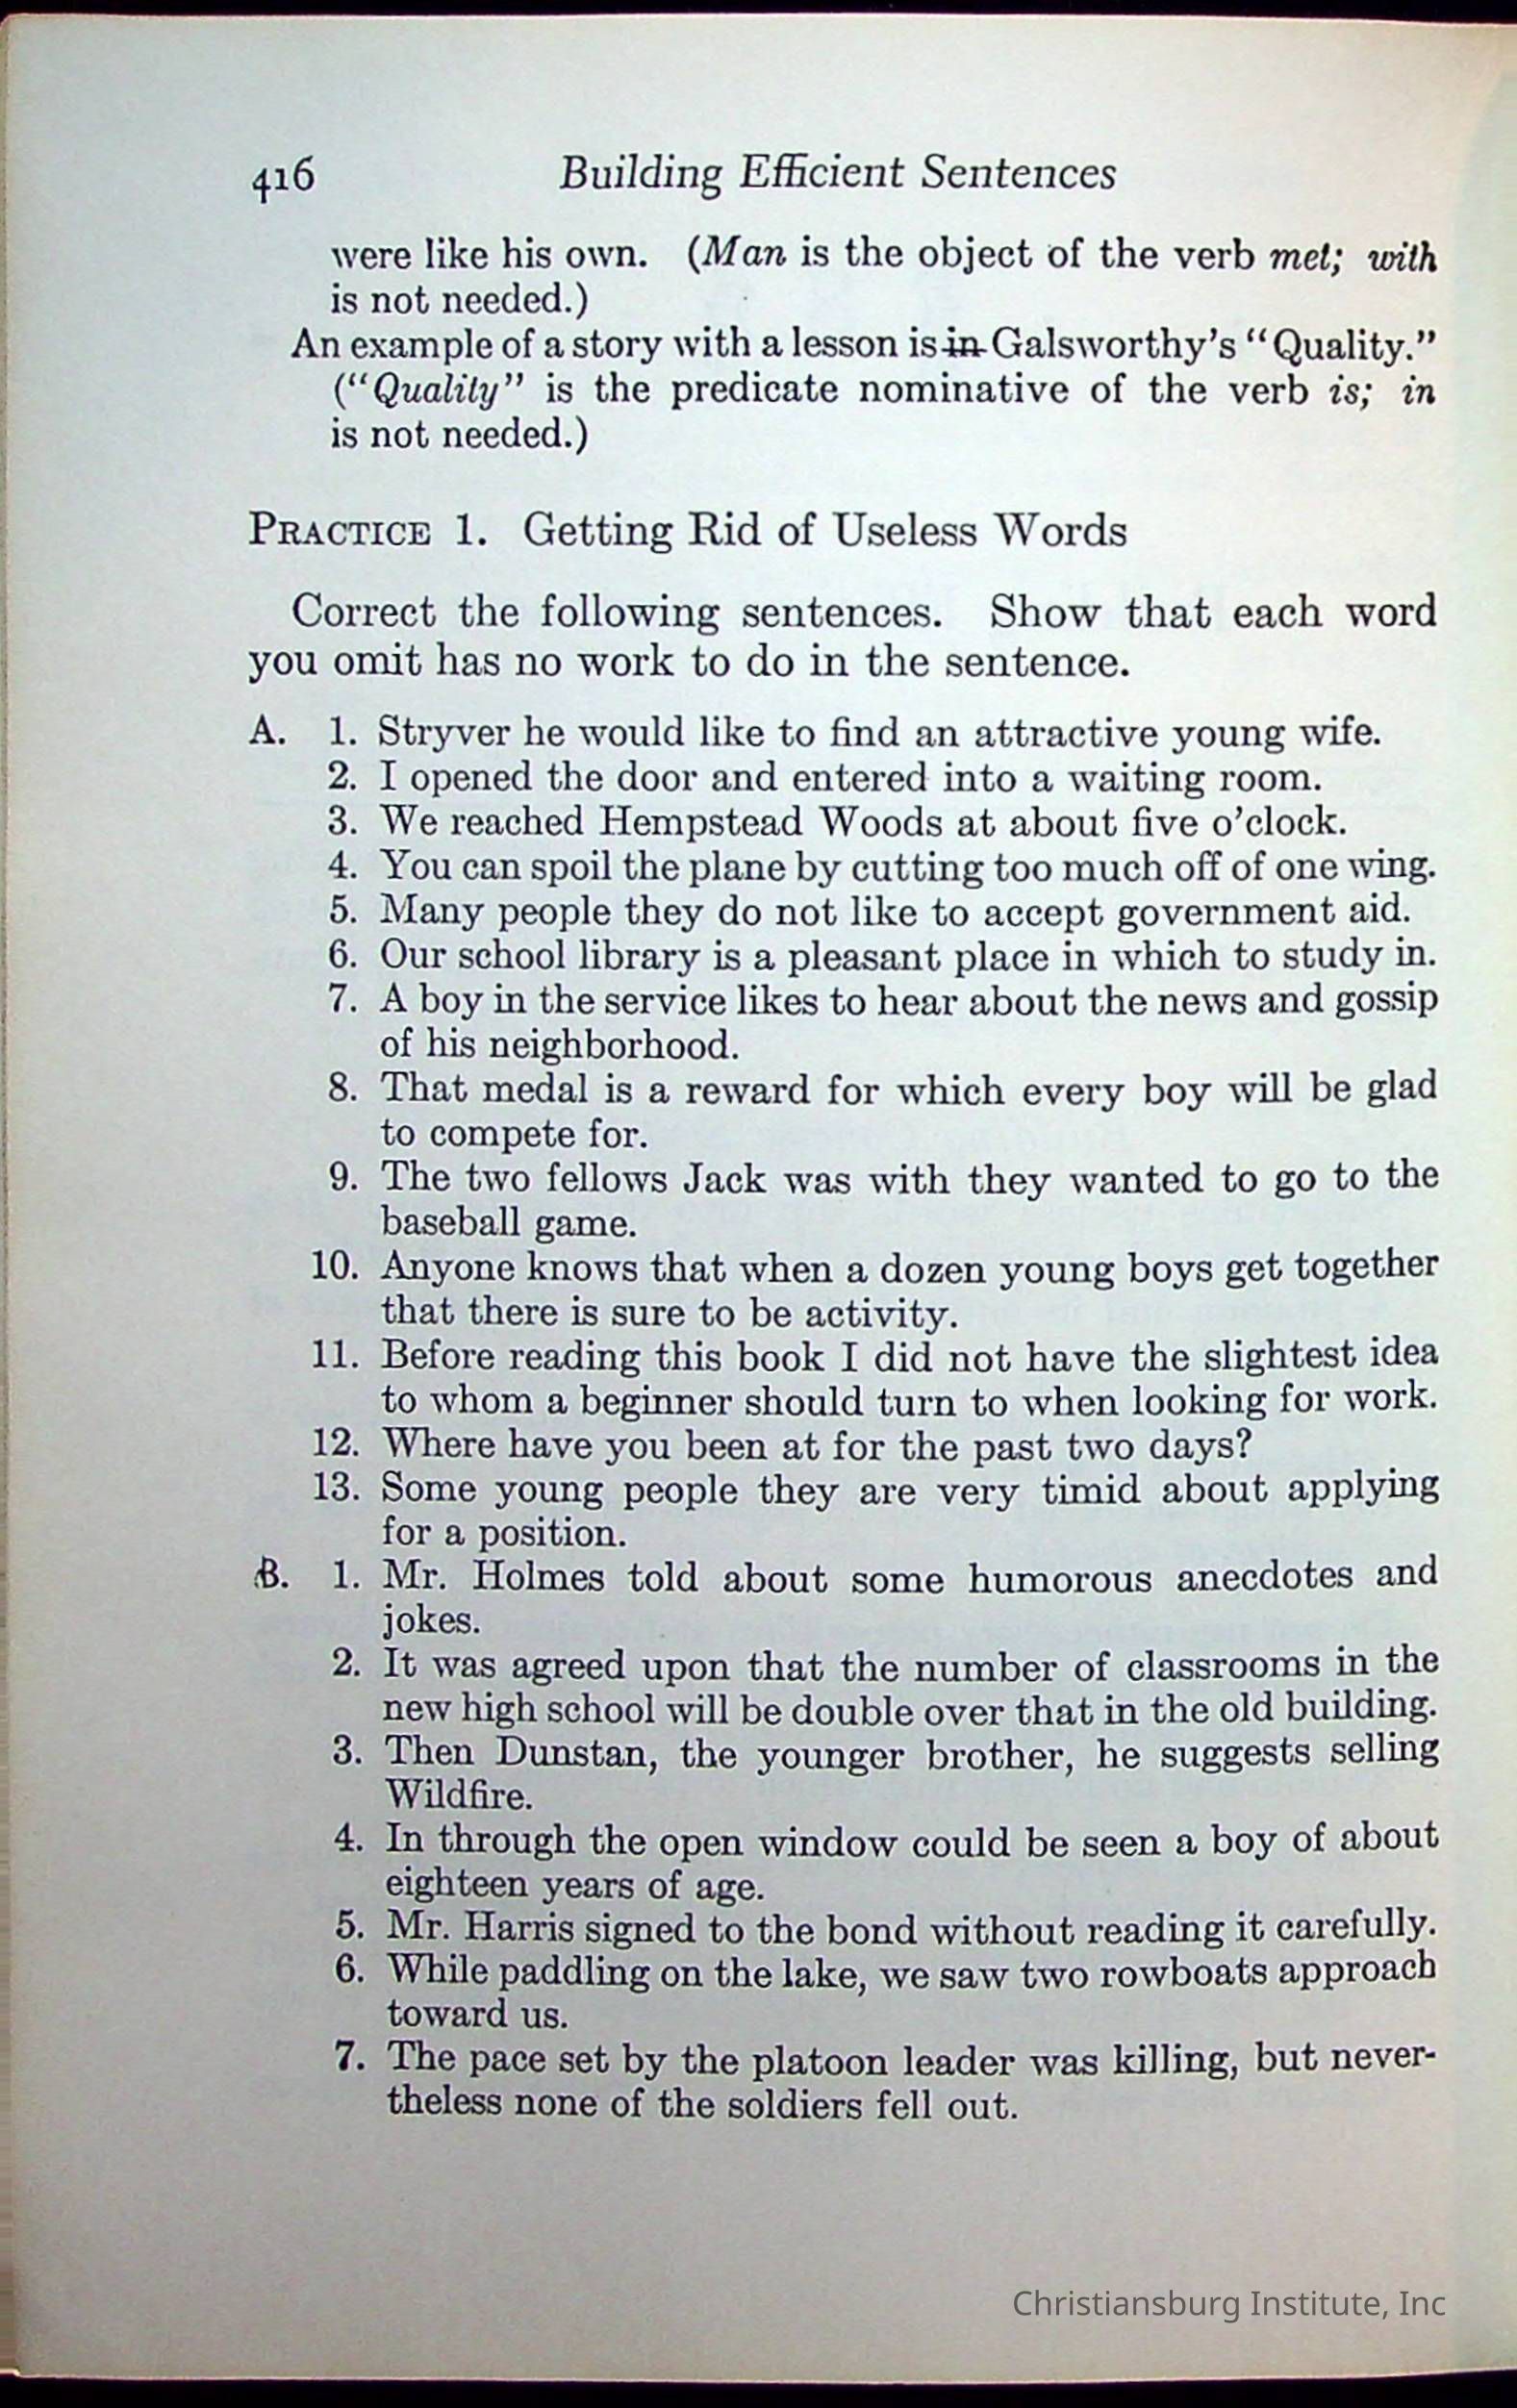 416 Building Efficient Sentences
were like his own. (Man is the object of the verb met; with
is not needed.)
An example of a story with a lesson is in Galsworthy's "Quality."
("Quality" is the predicate nominative of the verb is; in
is not needed.)
PRACTICE 1. Getting Rid of Useless Words
Correct the following sentences. Show that each word
you omit has no work to do in the sentence.
A. 1. Stryver he would like to find an attractive young wife.
2. I opened the door and entered into a waiting room.
3. We reached Hempstead Woods at about five o'clock.
4. You can spoil the plane by cutting too much off of one wing.
5. Many people they do not like to accept government aid.
6. Our school library is a pleasant place in which to study in.
7. A boy in the service likes to hear about the news and gossip
of his neighborhood.
8. That medal is a reward for which every boy will be glad
to compete for.
9. The two fellows Jack was with they wanted to go to the
baseball game.
10. Anyone knows that when a dozen young boys get together
that there is sure to be activity.
11. Before reading this book I did not have the slightest idea
to whom a beginner should turn to when looking for work.
12. Where have you been at for the past two days?
13. Some young people they are very timid about applying
for a position.
B. 1. Mr. Holmes told about some humorous anecdotes and
jokes.
2. It was agreed upon that the number of classrooms in the
new high school will be double over that in the old building.
3. Then Dunstan, the younger brother, he suggests selling
Wildfire.
4. In through the open window could be seen a boy of about
eighteen years of age.
5. Mr. Harris signed to the bond without reading it carefully.
6. While paddling on the lake, we saw two rowboats approach
toward us.
7. The pace set by the platoon leader was killing, but never-
theless none of the soldiers fell out.
Christiansburg Institute, Inc